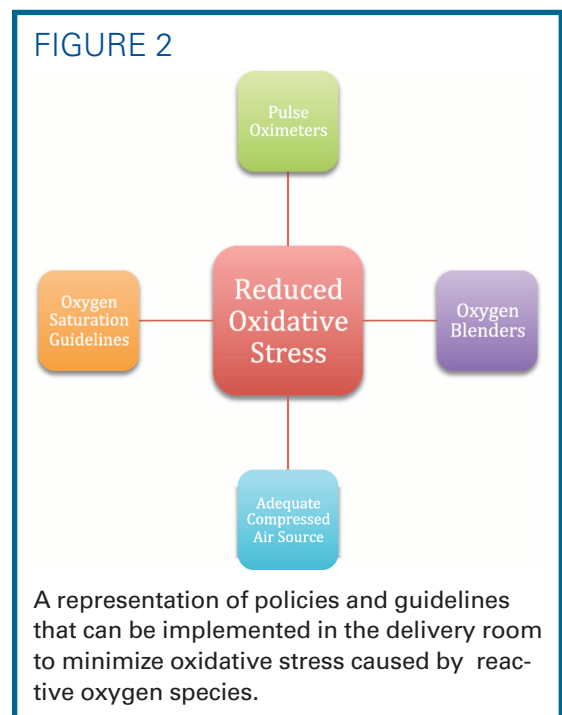 FIGURE 2
Pulse
Oximeters
Oxygen
Saturation
Guidelines
Reduced
Oxidative
Stress
Oxygen
Blenders
Adequate
Compressed
Air Source
A representation of policies and guidelines
that can be implemented in the delivery room
to minimize oxidative stress caused by reac-
tive oxygen species.